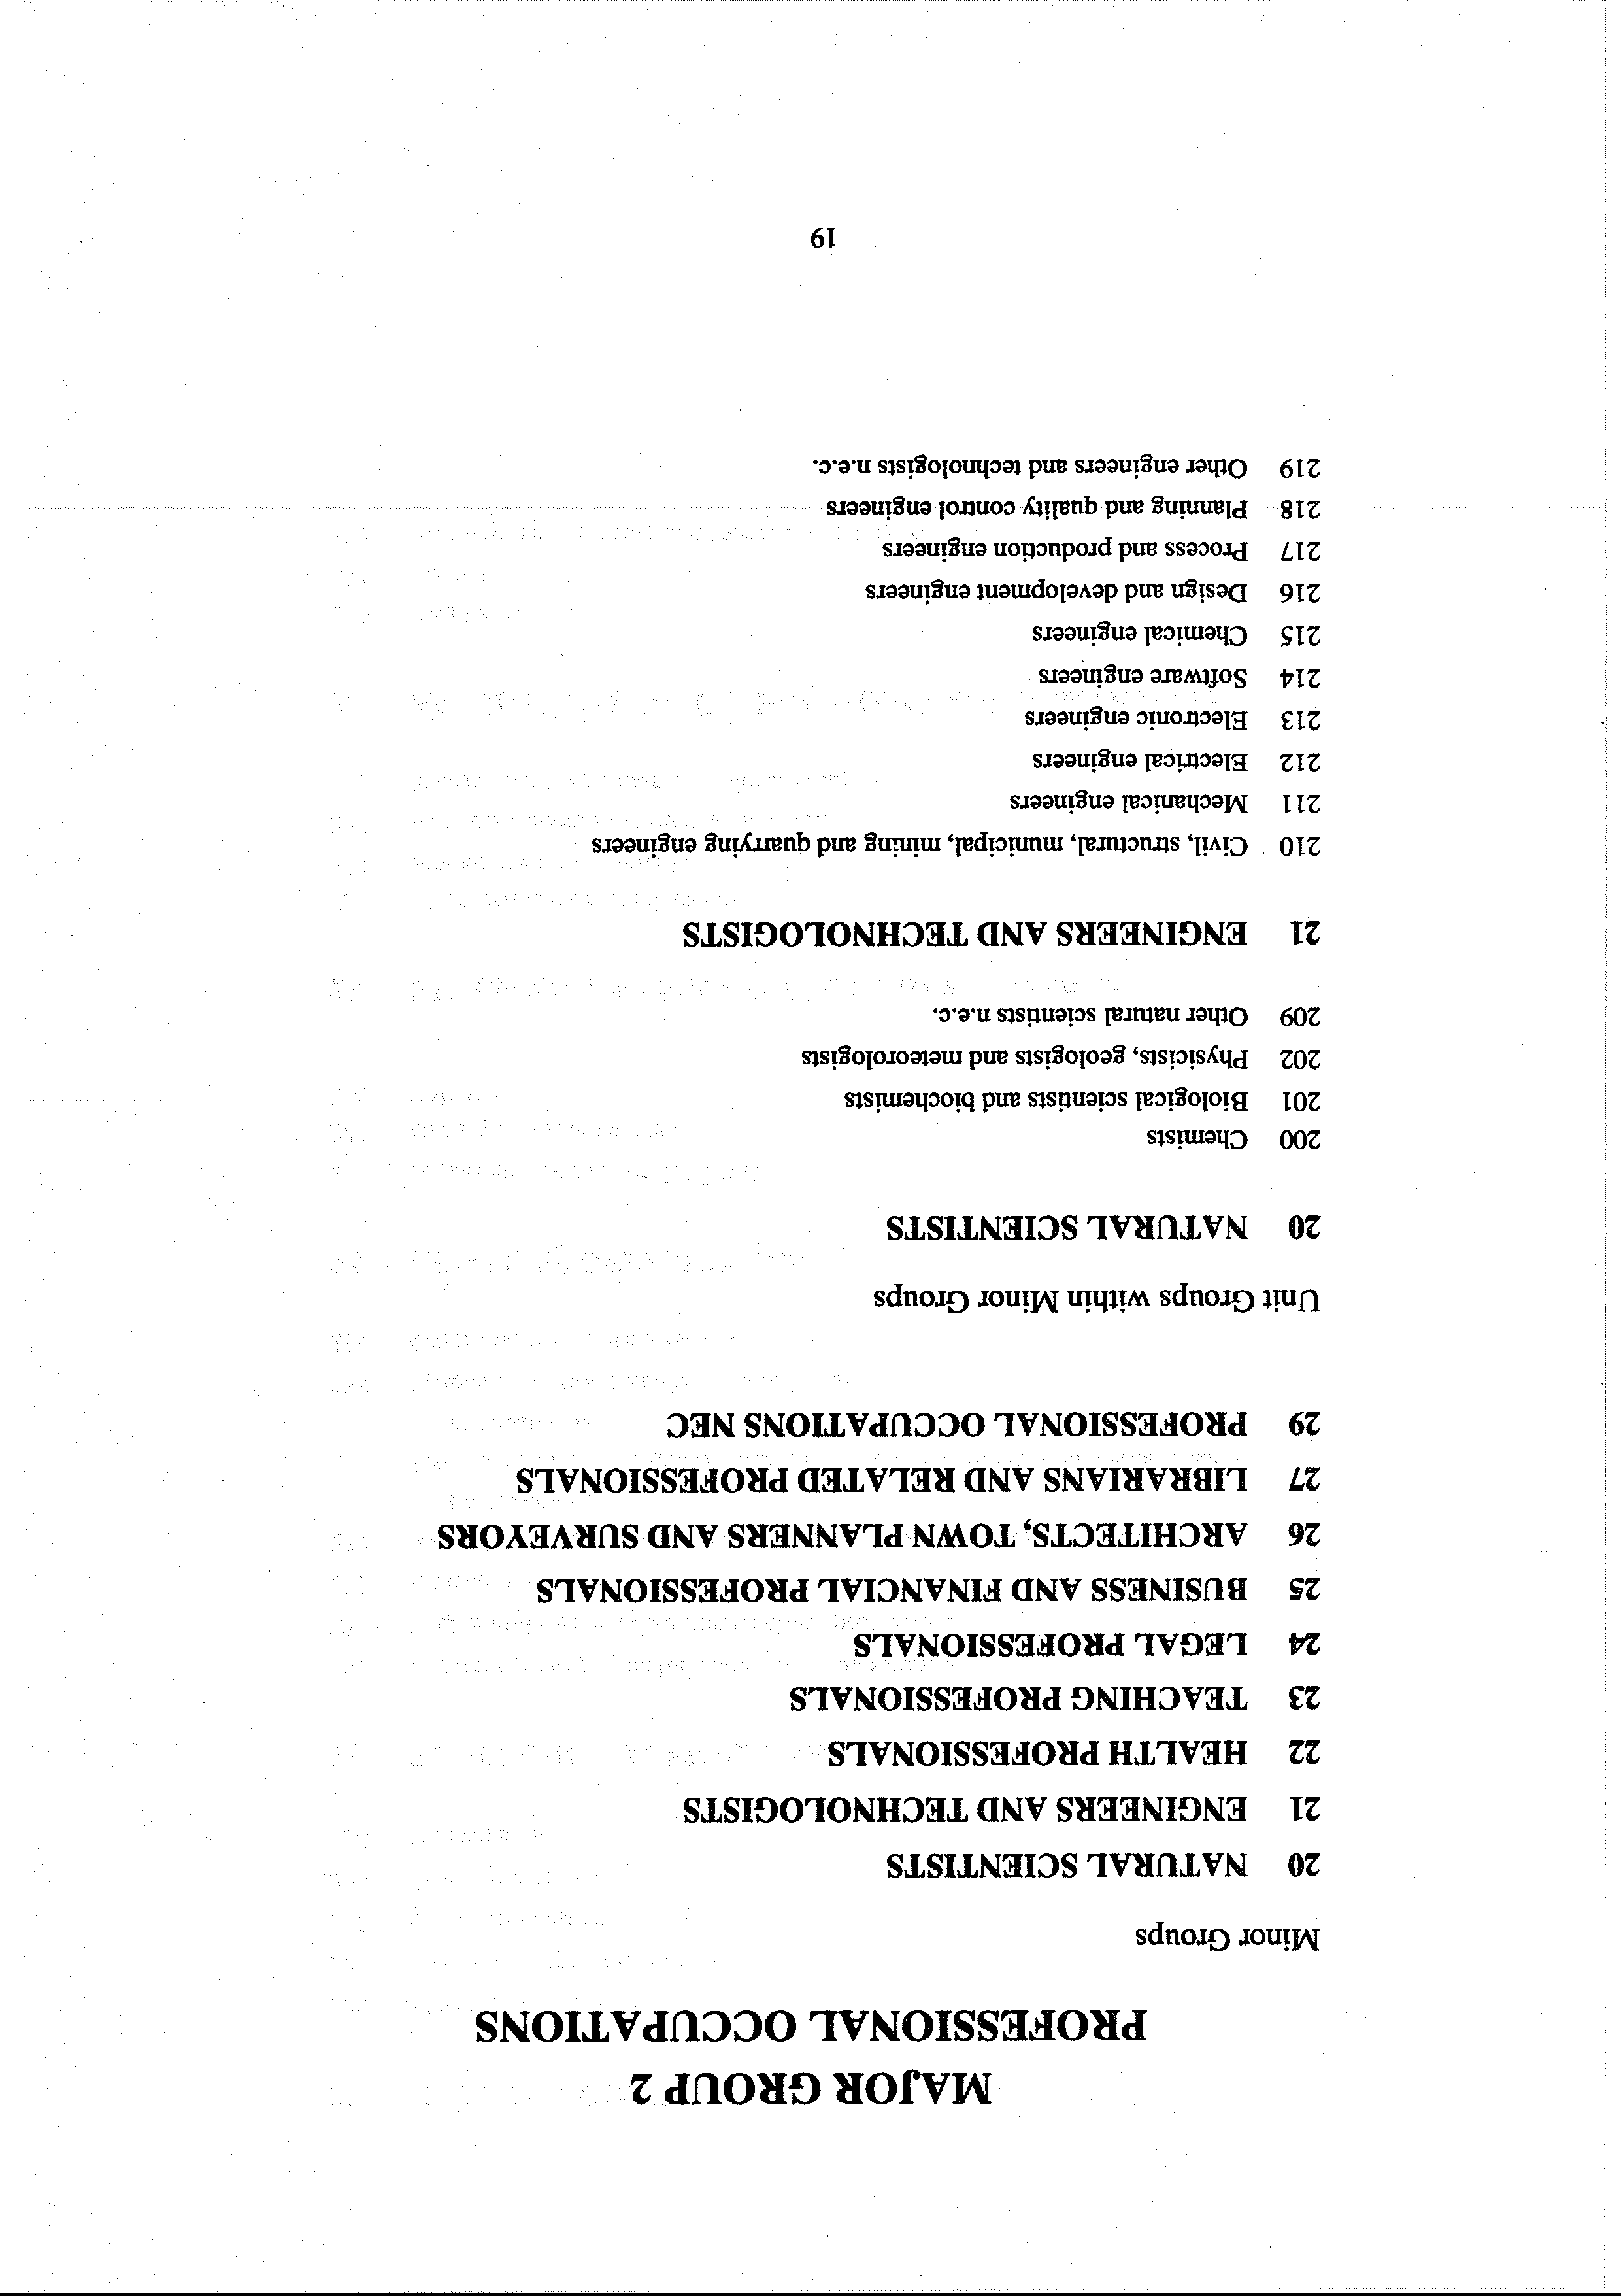 MAJOR GROUP 2
PROFESSIONAL OCCUPATIONS
Minor Groups
20 NATURAL SCIENTISTS
21 ENGINEERS AND TECHNOLOGISTS
22 HEALTH PROFESSIONALS
23 TEACHING PROFESSIONALS
24 LEGAL PROFESSIONALS
25 BUSINESS AND FINANCIAL PROFESSIONALS
26 ARCHITECTS, TOWN PLANNERS AND SURVEYORS
27 LIBRARIANS AND RELATED PROFESSIONALS
29 PROFESSIONAL OCCUPATIONS NEC
Unit Groups within Minor Groups
20 NATURAL SCIENTISTS
200 Chemists
201 Biological scientists and biochemists
202 Physicists, geologists and meteorologists
209 Other natural scientists n.e.c.
21 ENGINEERS AND TECHNOLOGISTS
210 Civil, structural, municipal, mining and quarrying engineers
211 Mechanical engineers
212 Electrical engineers
213 Electronic engineers
214 Software engineers
215 Chemical engineers
216 Design and development engineers
217 Process and production engineers
218 Planning and quality control engineers
219 Other engineers and technologists n.e.c.
19